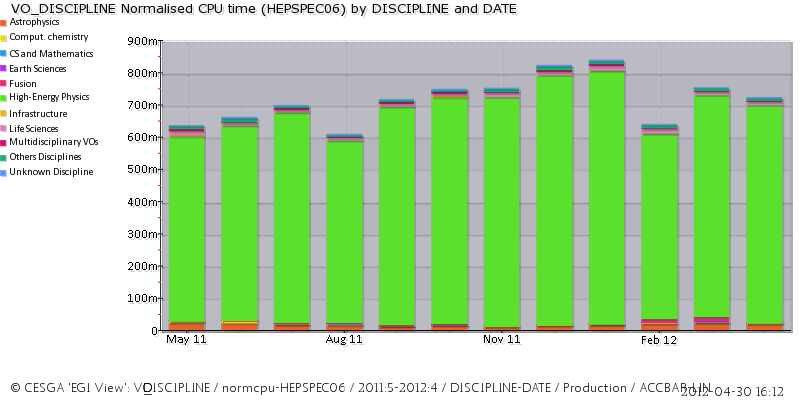 VO_DISCIPLINE Normalised CPU time (HEPSPEC06) by DISCIPLINE and DATE
Astrophysics
Comput. chemistry
CS and Mathematics
Earth Sciences
Fusion
High-Energy Physics
Infrastructure
Life Sciences
Multidisciplinary VOs
Others Disciplines
Unknown Discipline
900m
800m
700m
600m
500m
400m
300m
200m
100m
0
May 11
Aug 11
Nov 11
Feb 12
© CESGA 'EGI View': VO_DISCIPLINE / normcpu-HEPSPEC06 / 2011:5-2012:4 / DISCIPLINE-DATE / Production / ACCBAR-LIN
2012-04-30 16:12